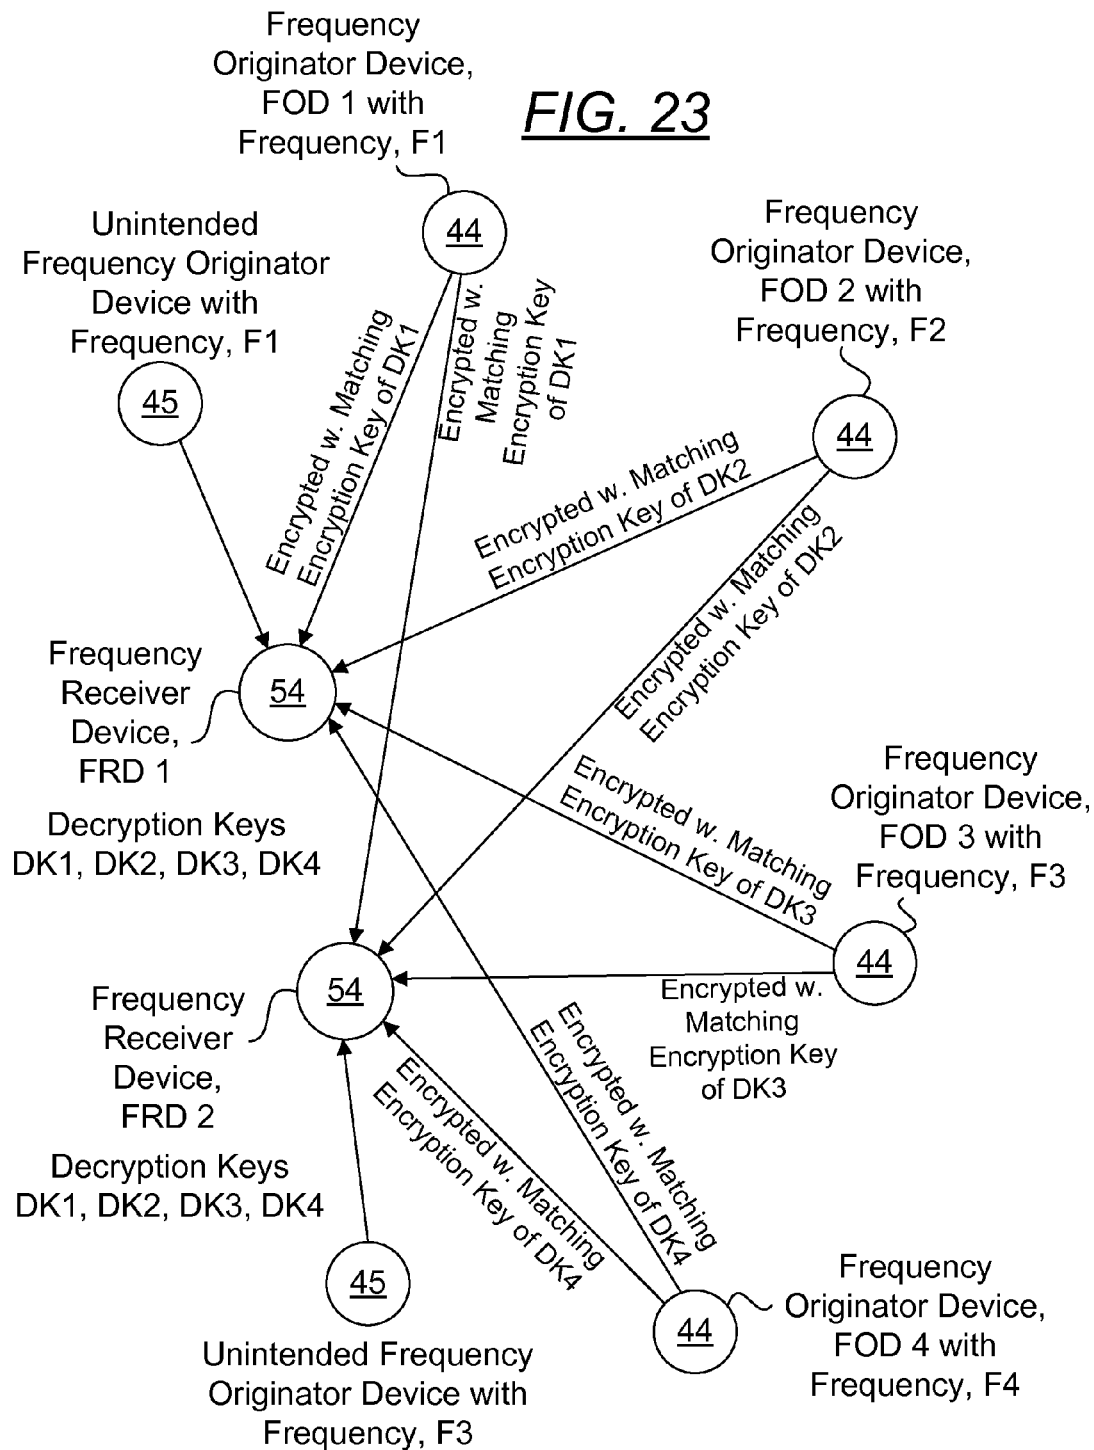 Frequency
Originator Device,
FOD 1 with
Frequency, F1
FIG. 23
44
Unintended
Frequency Originator
Device with
Frequency, F1
45
Frequency
Originator Device,
FOD 2 with
Frequency, F2
44
Encrypted w. Matching
Encryption Key of DK1
Encrypted w.
Matching
Encryption Key
of DK1
Encrypted w. Matching
Encryption Key of DK2
Encrypted w. Matching
Encryption Key of DK2
Frequency
Receiver
Device,
FRD 1
54
Decryption Keys
DK1, DK2, DK3, DK4
Encrypted w. Matching
Encryption Key of DK3
Frequency
Originator Device,
FOD 3 with
Frequency, F3
44
Encrypted w.
Matching
Encryption Key
of DK3
54
Frequency
Receiver
Device,
FRD 2
Decryption Keys
DK1, DK2, DK3, DK4
Encrypted w. Matching
Encryption Key of DK4
Encrypted w. Matching
Encryption Key of DK4
45
Unintended Frequency
Originator Device with
Frequency, F3
44
Frequency
Originator Device,
FOD 4 with
Frequency, F4